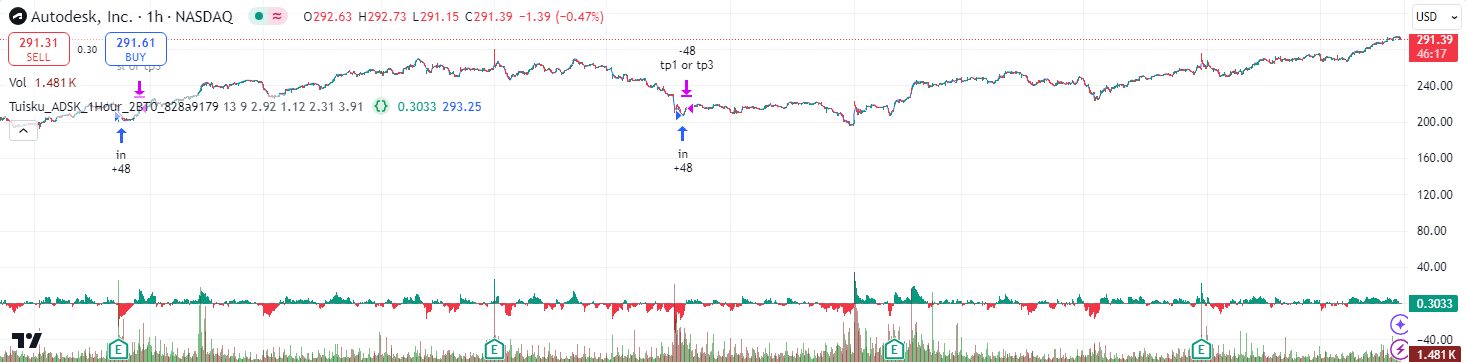 Autodesk, Inc. · 1h · NASDAQ O292.63 H292.73 L291.15 C291.39 −1.39 (−0.47%)
USD
291.31 0.30 291.61
SELL BUY
291.39
46:17
-48
tp1 or tp3
sl or tp3
Vol 1.481 K
240.00
Tuisku_ADSK_1Hour_2BT0_828a9179 13 9 2.92 1.12 2.31 3.91 {} 0.3033 293.25
200.00
in
+48
in
+48
160.00
120.00
80.00
40.00
0.3033
−40.00
E E E E
1.481 K